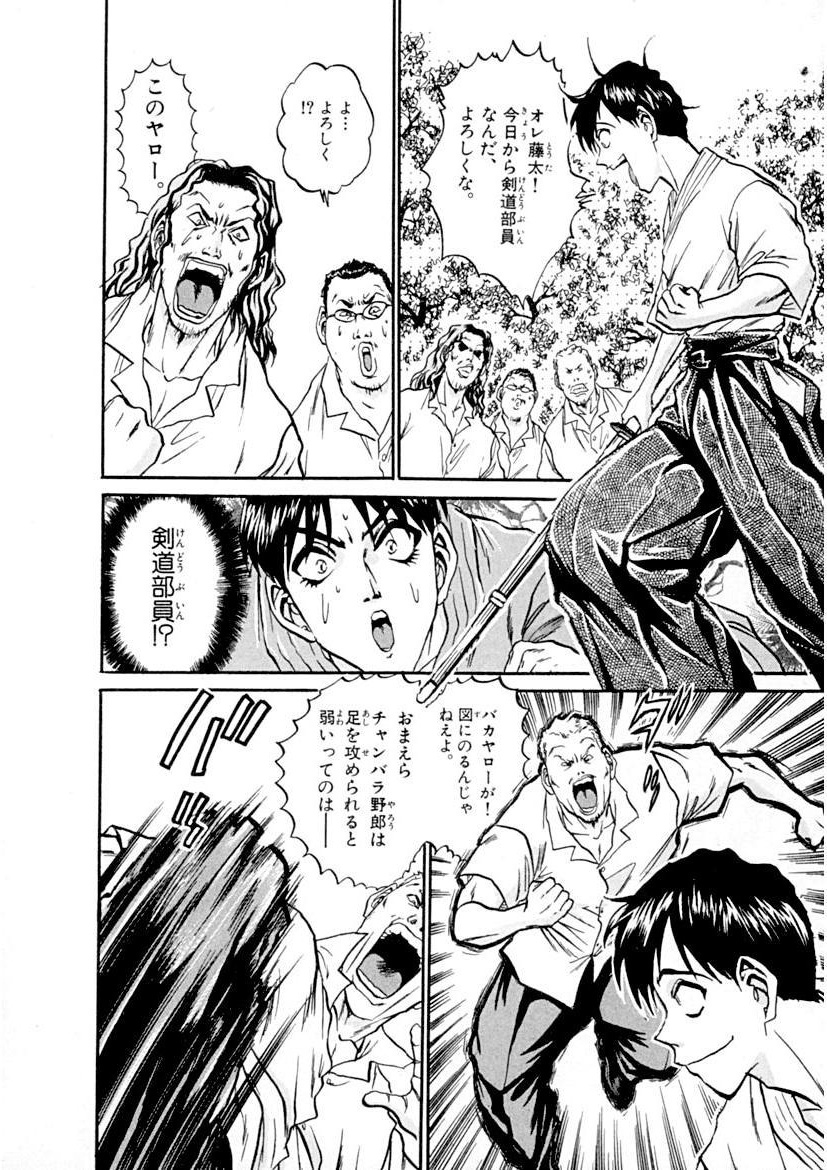 オレ藤太！
今日から剣道部員
なんだ、
よろしくな。
よ…
よろしく
!?
このヤロー。
剣道部員!?
バカヤローが！
図にのるんじゃ
ねえよ。
おまえら
チャンバラ野郎は
足を攻められると
弱いってのは──